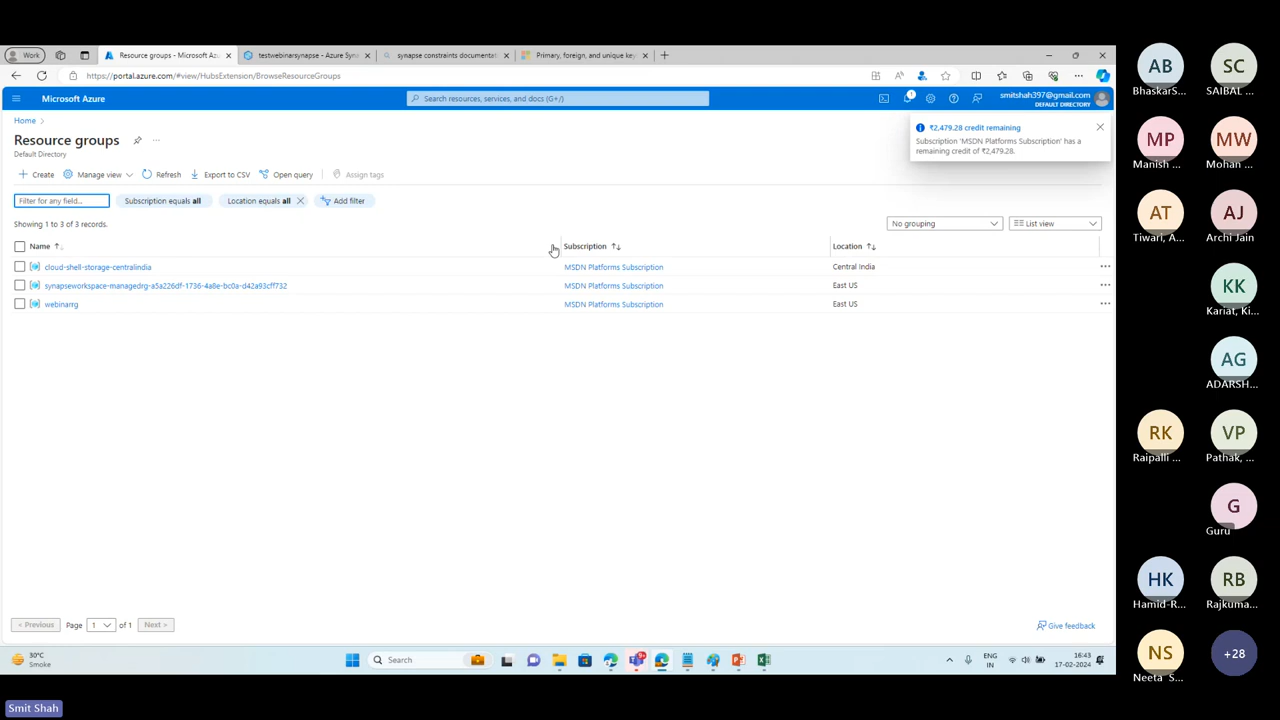 Work
Resource groups - Microsoft Az...
testwebinarsynapse - Azure Syn...
synapse constraints documentat...
Primary, foreign, and unique key...
https://portal.azure.com/#view/HubsExtension/BrowseResourceGroups
Microsoft Azure
Search resources, services, and docs (G+/)
1
smitshah397@gmail.com
DEFAULT DIRECTORY
Home >
₹2,479.28 credit remaining
Subscription 'MSDN Platforms Subscription' has a
remaining credit of ₹2,479.28.
Resource groups
Default Directory
Create
Manage view
Refresh
Export to CSV
Open query
Assign tags
Filter for any field...
Subscription equals all
Location equals all
Add filter
Showing 1 to 3 of 3 records.
No grouping
List view
Name
Subscription
Location
cloud-shell-storage-centralindia
MSDN Platforms Subscription
Central India
synapseworkspace-managedrg-a5a226df-1736-4a8e-bc0a-d42a93cff732
MSDN Platforms Subscription
East US
webinarrg
MSDN Platforms Subscription
East US
< Previous
Page
1
of 1
Next >
Give feedback
30°C
Smoke
Search
ENG
IN
16:43
17-02-2024
AB
BhaskarS...
SC
SAIBAL ...
MP
Manish ...
MW
Mohan ...
AT
Tiwari, A...
AJ
Archi Jain
KK
Kariat, Ki...
AG
ADARSH...
RK
Raipalli ...
VP
Pathak, ...
G
Guru
HK
Hamid-R...
RB
Rajkuma...
NS
Neeta S...
+28
Smit Shah